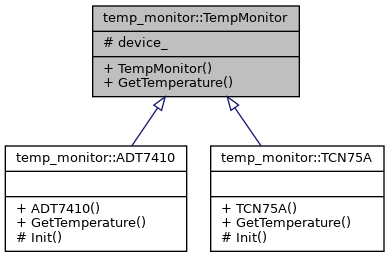 temp_monitor::TempMonitor
# device_
+ TempMonitor()
+ GetTemperature()
temp_monitor::ADT7410
+ ADT7410()
+ GetTemperature()
# Init()
temp_monitor::TCN75A
+ TCN75A()
+ GetTemperature()
# Init()